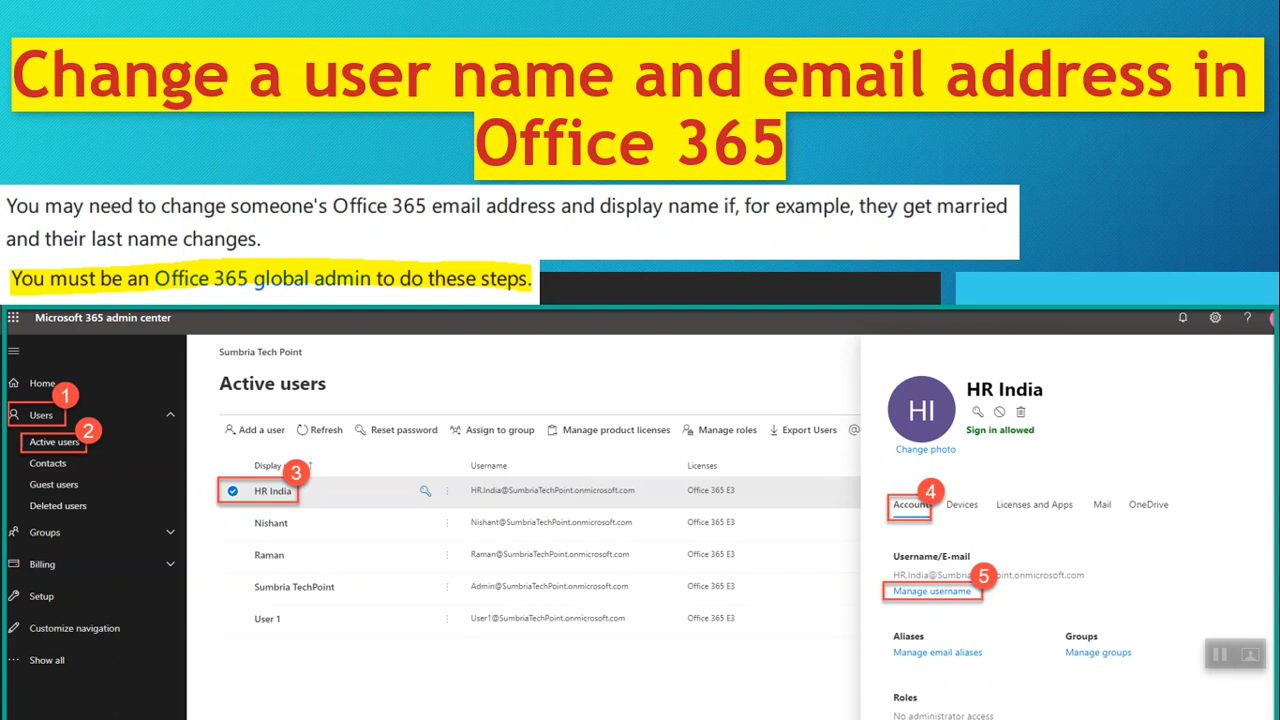 Change a user name and email address in
Office 365
You may need to change someone's Office 365 email address and display name if, for example, they get married
and their last name changes.
You must be an Office 365 global admin to do these steps.
Microsoft 365 admin center
?
Home
Users
1
Active users
2
Contacts
Guest users
Deleted users
Groups
Billing
Setup
Customize navigation
Show all
Sumbria Tech Point
Active users
Add a user Refresh Reset password Assign to group Manage product licenses Manage roles Export Users
Username Licenses
3
HR India HR.India@SumbriaTechPoint.onmicrosoft.com Office 365 E3
Nishant Nishant@SumbriaTechPoint.onmicrosoft.com Office 365 E3
Raman Raman@SumbriaTechPoint.onmicrosoft.com Office 365 E3
Sumbria TechPoint Admin@SumbriaTechPoint.onmicrosoft.com Office 365 E3
User 1 User1@SumbriaTechPoint.onmicrosoft.com Office 365 E3
HI
HR India
Sign in allowed
Change photo
4
Account Devices Licenses and Apps Mail OneDrive
Username/E-mail
5
Manage username
Aliases Groups
Manage email aliases Manage groups
Roles
No administrator access